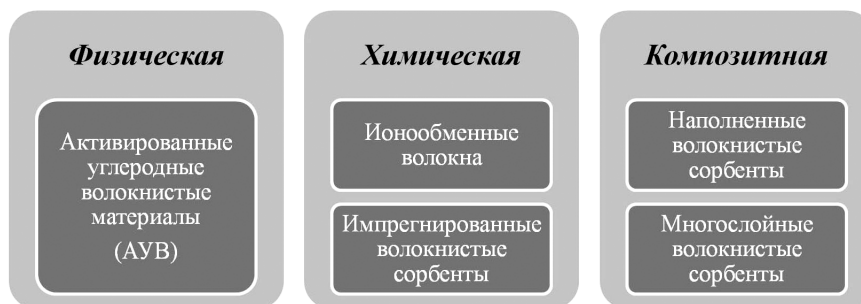 Физическая
Активированные
углеродные
волокнистые
материалы
(АУВ)
Химическая
Ионообменные
волокна
Импрегнированные
волокнистые
сорбенты
Композитная
Наполненные
волокнистые
сорбенты
Многослойные
волокнистые
сорбенты